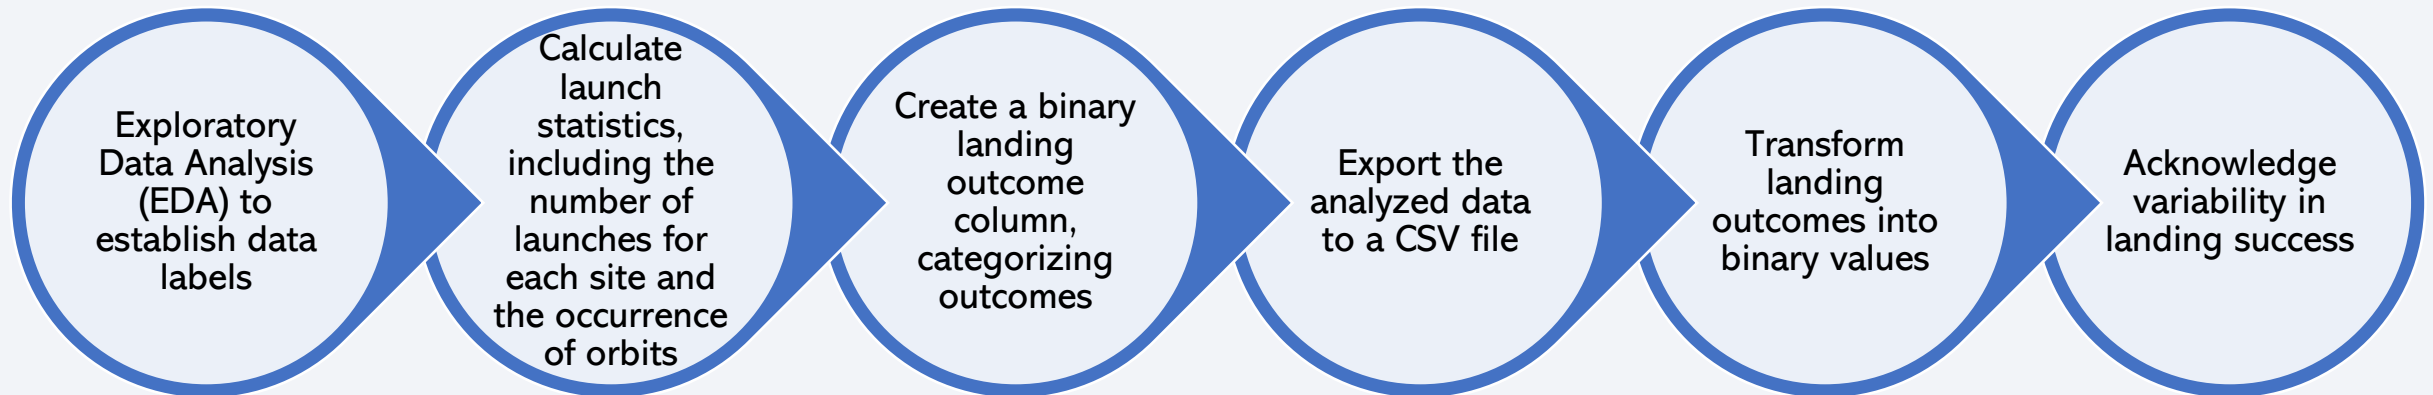 Exploratory
Data Analysis
(EDA) to
establish data
labels
Calculate
launch
statistics,
including the
number of
launches for
each site and
the occurrence
of orbits
Create a binary
landing
outcome
column,
categorizing
outcomes
Export the
analyzed data
to a CSV file
Transform
landing
outcomes into
binary values
Acknowledge
variability in
landing success